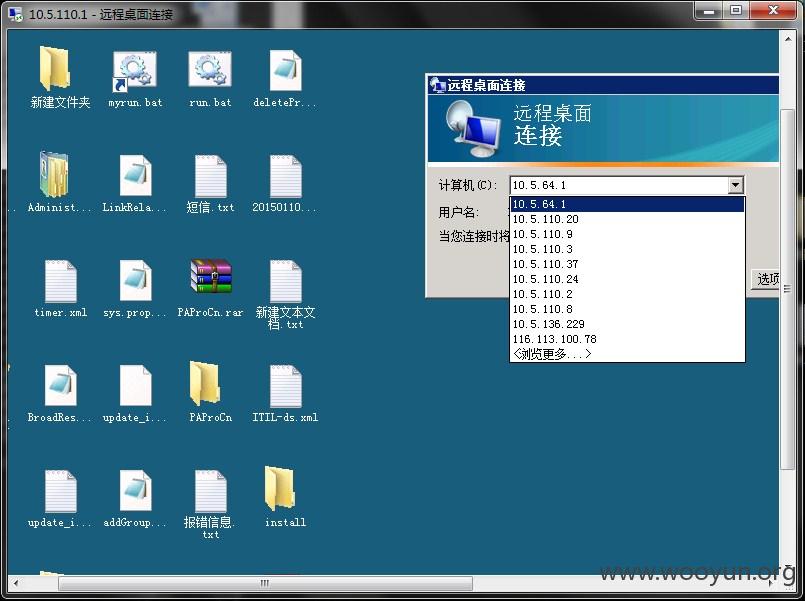 10.5.110.1 - 远程桌面连接
新建文件夹
myrun.bat
run.bat
deletePr...
Administ...
LinkRela...
短信.txt
20150110...
timer.xml
sys.prop...
PAProCn.rar
新建文本文
档.txt
BroadRes...
update_i...
PAProCn
ITIL-ds.xml
update_i...
addGroup...
报错信息.
txt
install
远程桌面连接
远程桌面
连接
计算机(C):
10.5.64.1
用户名:
当您连接时将
10.5.64.1
10.5.110.20
10.5.110.9
10.5.110.3
10.5.110.37
10.5.110.24
10.5.110.2
10.5.110.8
10.5.136.229
116.113.100.78
<浏览更多...>
选项
www.wooyun.org